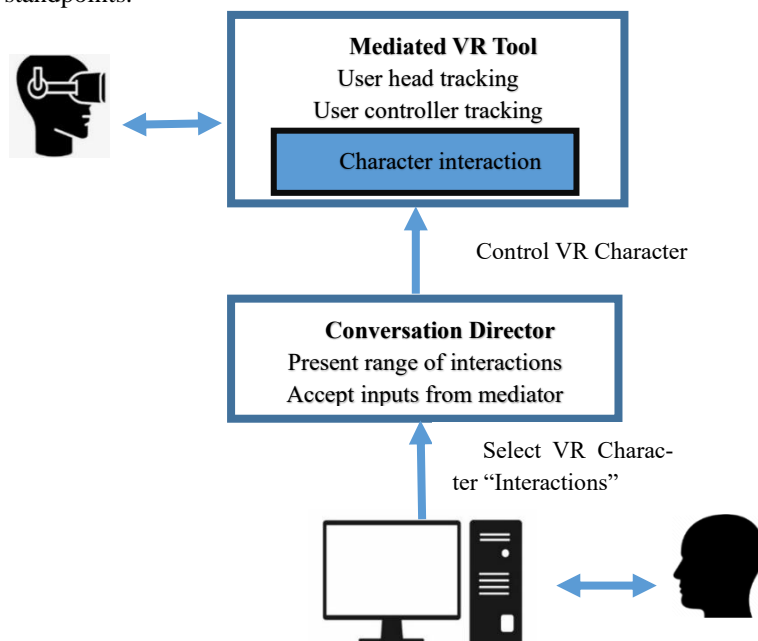 standpoints.
Mediated VR Tool
User head tracking
User controller tracking
Character interaction
Control VR Character
Conversation Director
Present range of interactions
Accept inputs from mediator
Select VR Charac-
ter “Interactions”